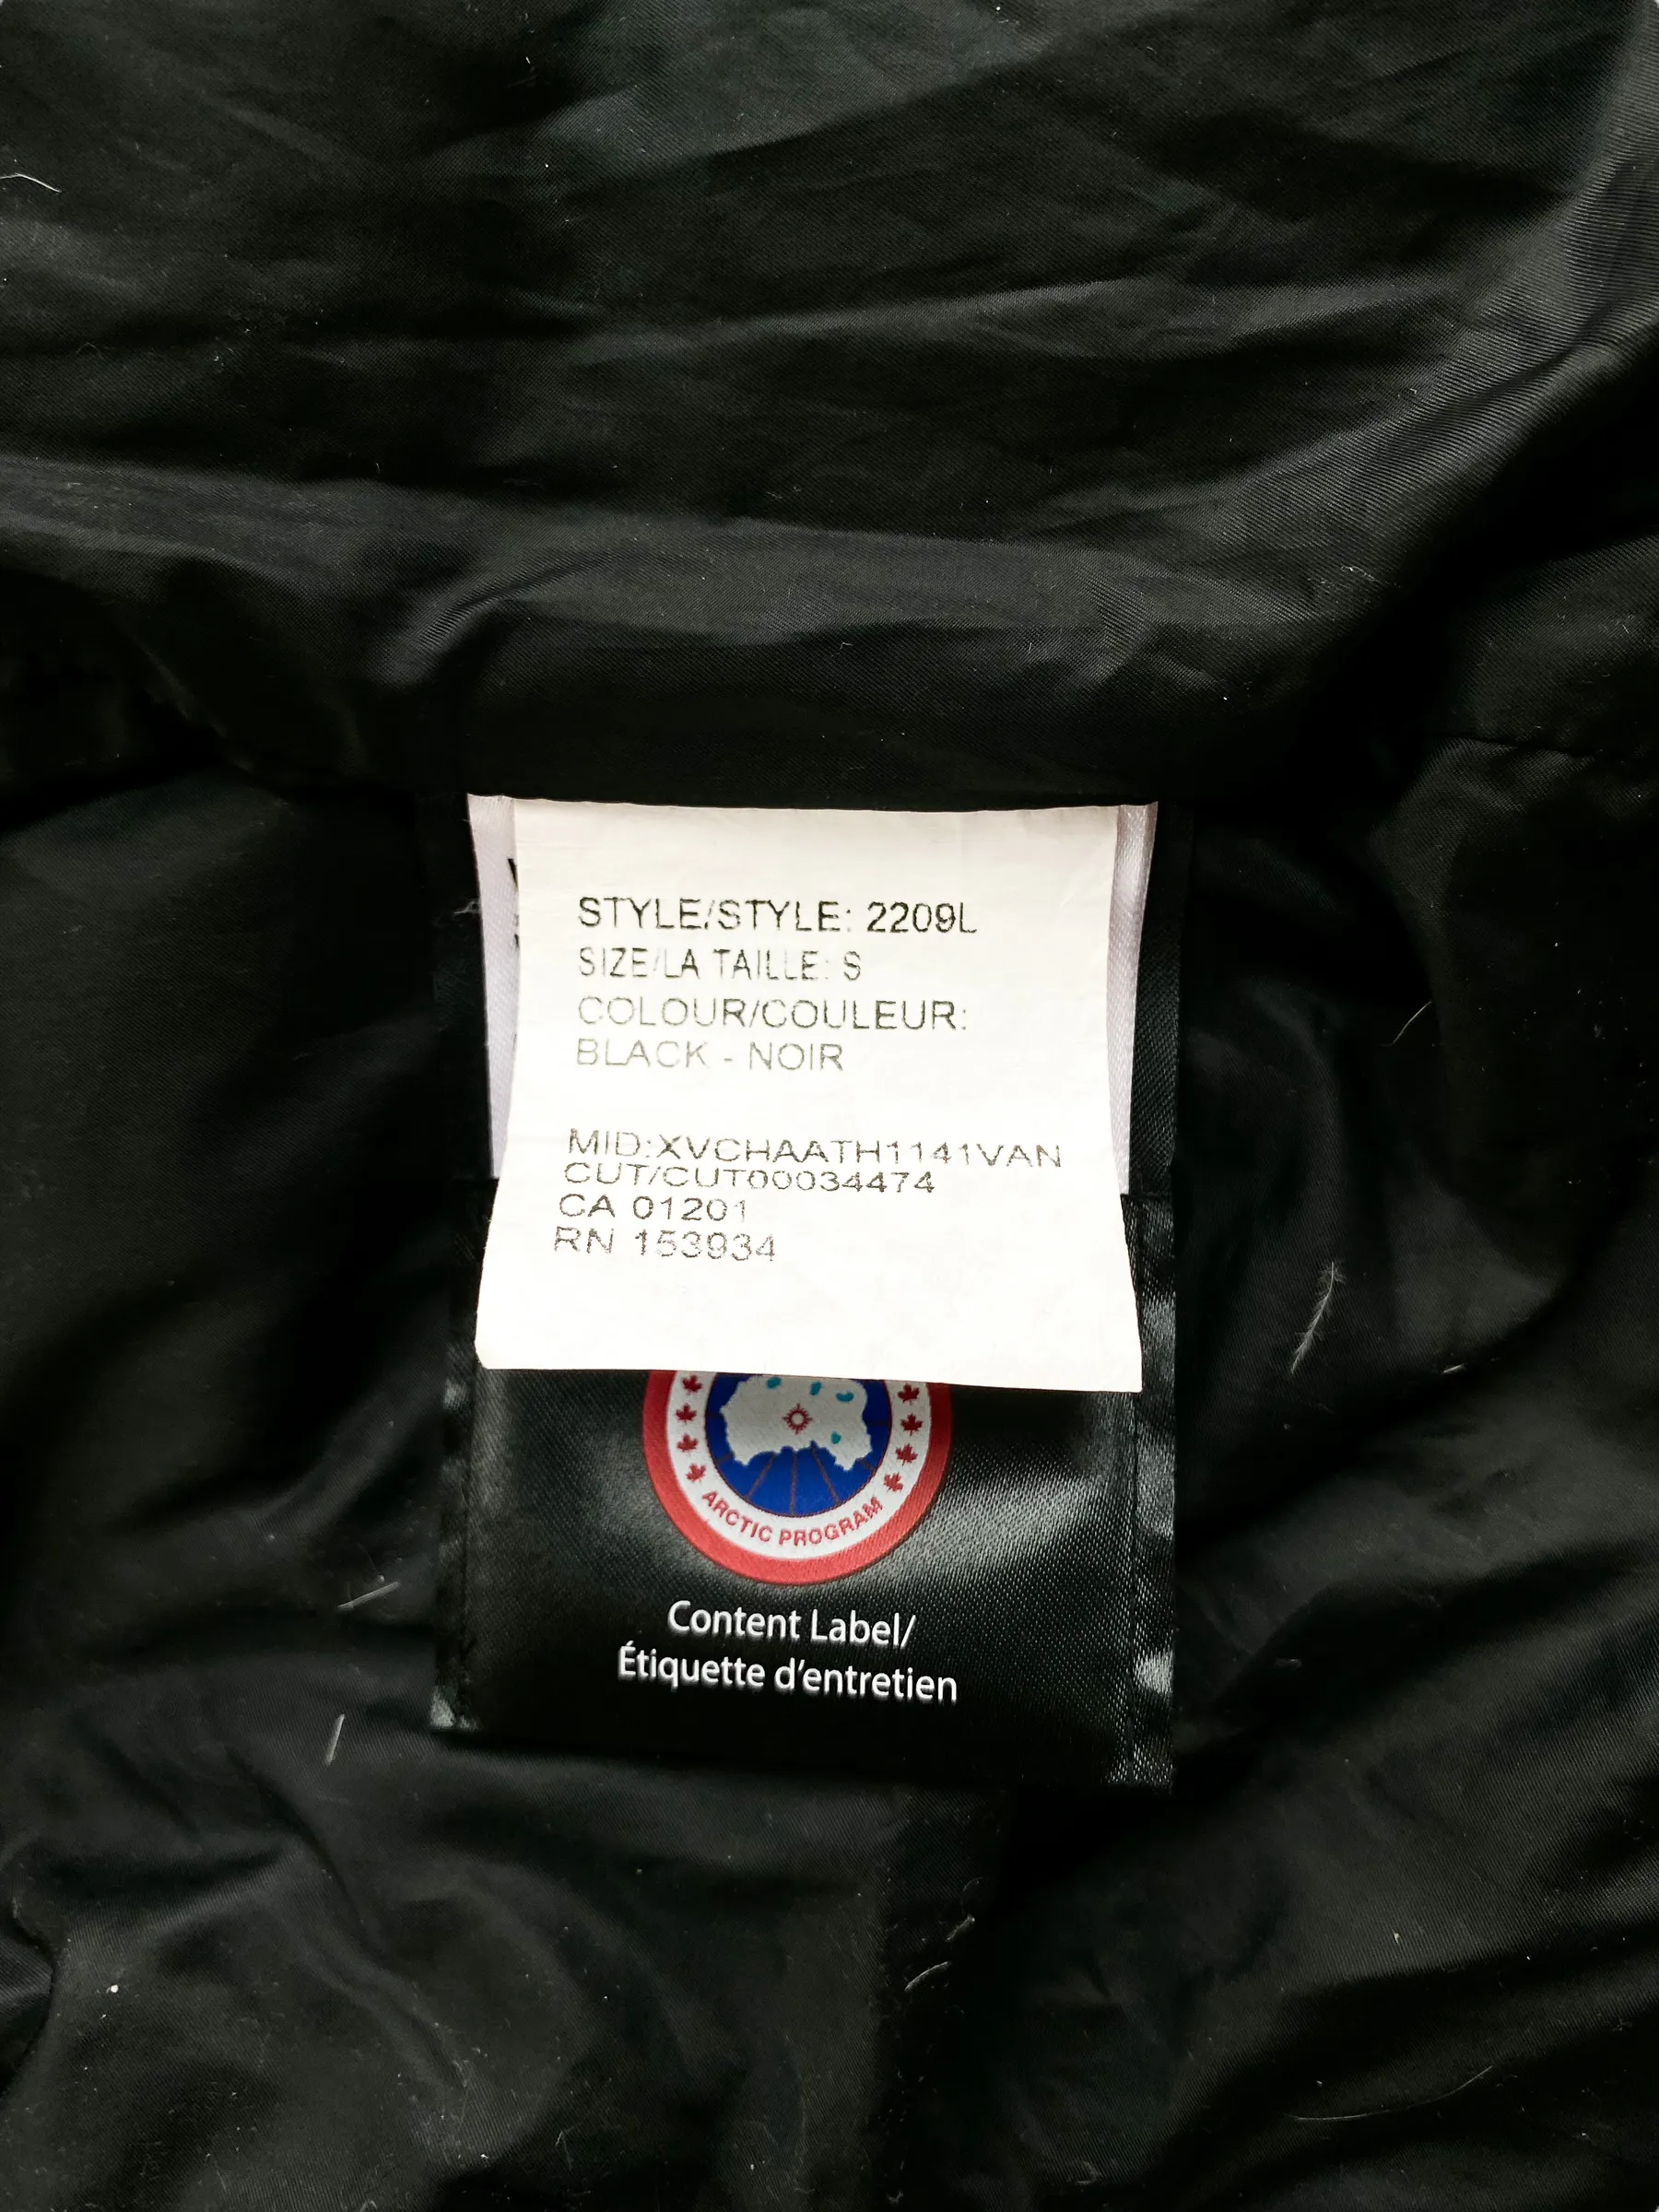 STYLE/STYLE: 2209L
SIZE/LA TAILLE: S
COLOUR/COULEUR:
BLACK - NOIR
MID:XVCHAATH1141VAN
CUT/CUT00034474
CA 01201
RN 153934
ARCTIC PROGRAM
Content Label/
Étiquette d'entretien